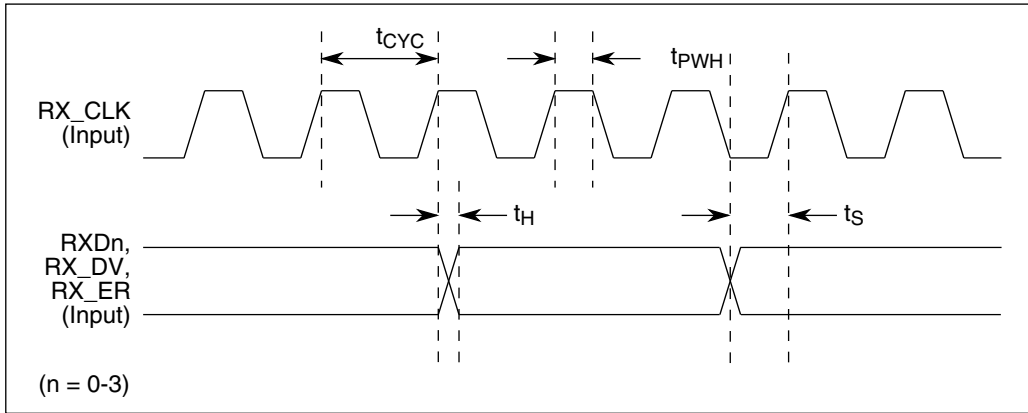 tCYC
tPWH
RX_CLK
(Input)
tH
tS
RXDn,
RX_DV,
RX_ER
(Input)
(n = 0-3)